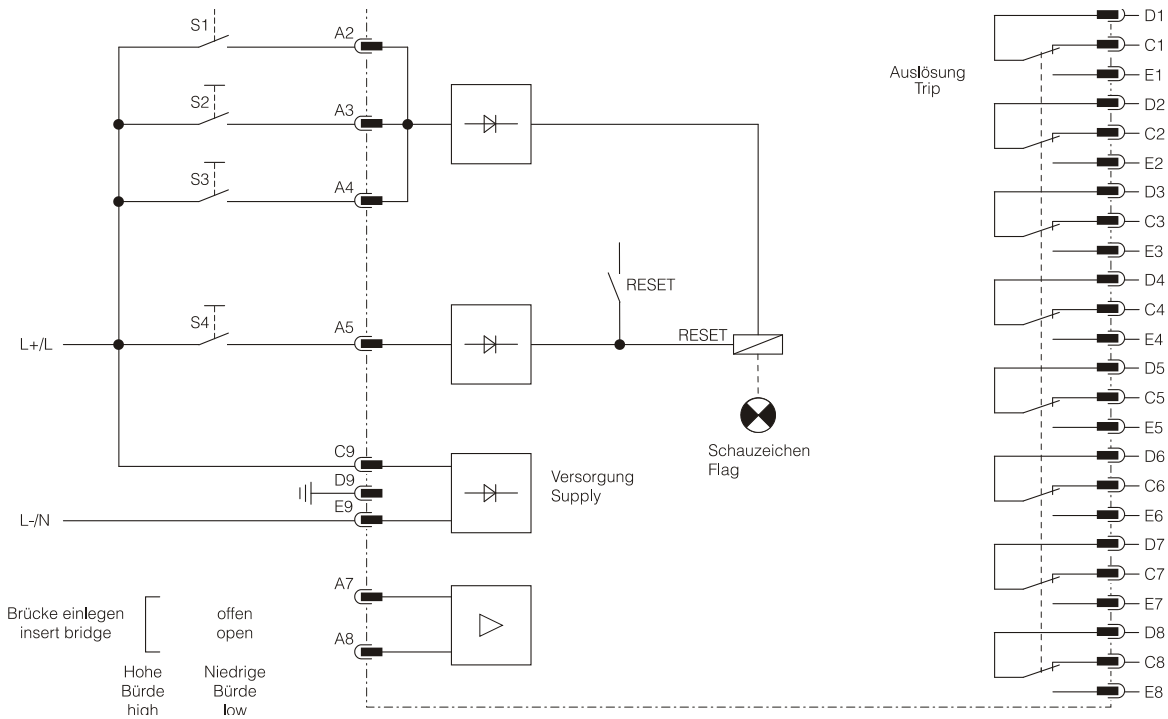 S1
A2
S2
A3
S3
A4
RESET
S4
A5
L+/L
RESET
Schauzeichen
Flag
C9
D9
E9
Versorgung
Supply
L-/N
A7
A8
Brücke einlegen
insert bridge
offen
open
Hohe
Bürde
high
Niedrige
Bürde
low
Auslösung
Trip
D1
C1
E1
D2
C2
E2
D3
C3
E3
D4
C4
E4
D5
C5
E5
D6
C6
E6
D7
C7
E7
D8
C8
E8